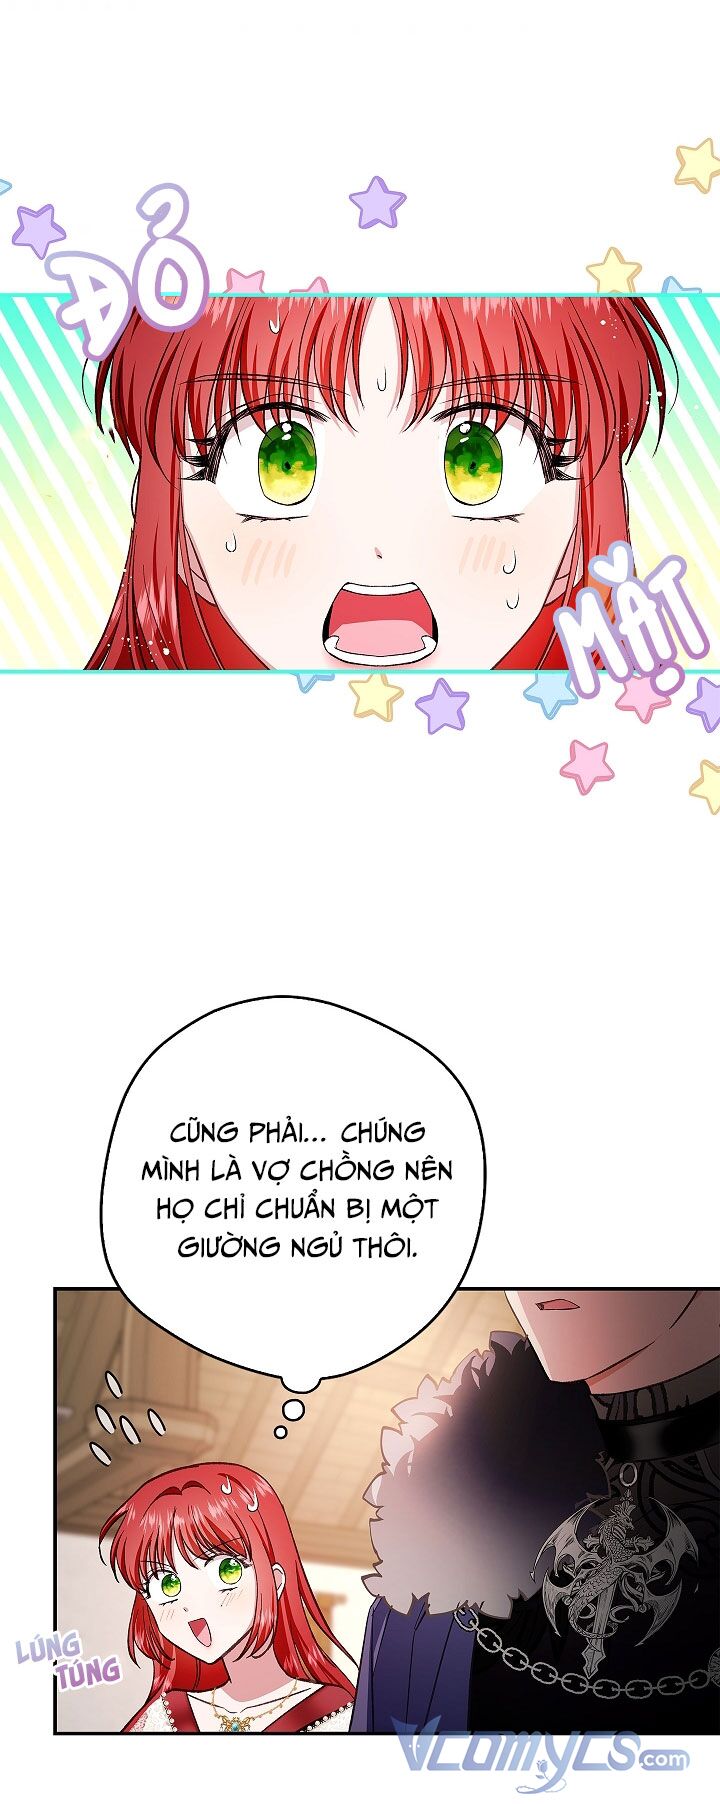 ĐỎ
MẶT
CŨNG PHẢI... CHÚNG
MÌNH LÀ VỢ CHỒNG NÊN
HỌ CHỈ CHUẨN BỊ MỘT
GIƯỜNG NGỦ THÔI.
LÚNG
TÚNG
VCOMYCS.com